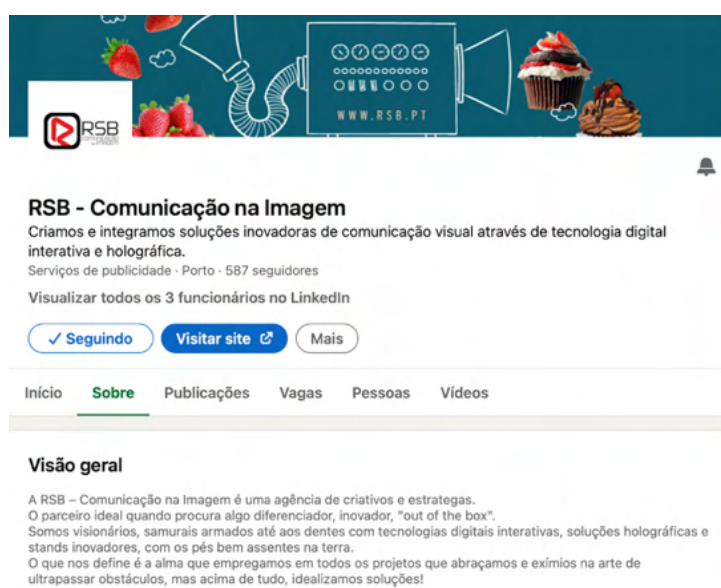 WWW.RSB.PT
RSB
RSB - Comunicação na Imagem
Criamos e integramos soluções inovadoras de comunicação visual através de tecnologia digital
interativa e holográfica.
Serviços de publicidade · Porto · 587 seguidores
Visualizar todos os 3 funcionários no LinkedIn
✓ Seguindo Visitar site Mais
Início Sobre Publicações Vagas Pessoas Vídeos
Visão geral
A RSB – Comunicação na Imagem é uma agência de criativos e estrategas.
O parceiro ideal quando procura algo diferenciador, inovador, "out of the box".
Somos visionários, samurais armados até aos dentes com tecnologias digitais interativas, soluções holográficas e
stands inovadores, com os pés bem assentes na terra.
O que nos define é a alma que empregamos em todos os projetos que abraçamos e exímios na arte de
ultrapassar obstáculos, mas acima de tudo, idealizamos soluções!